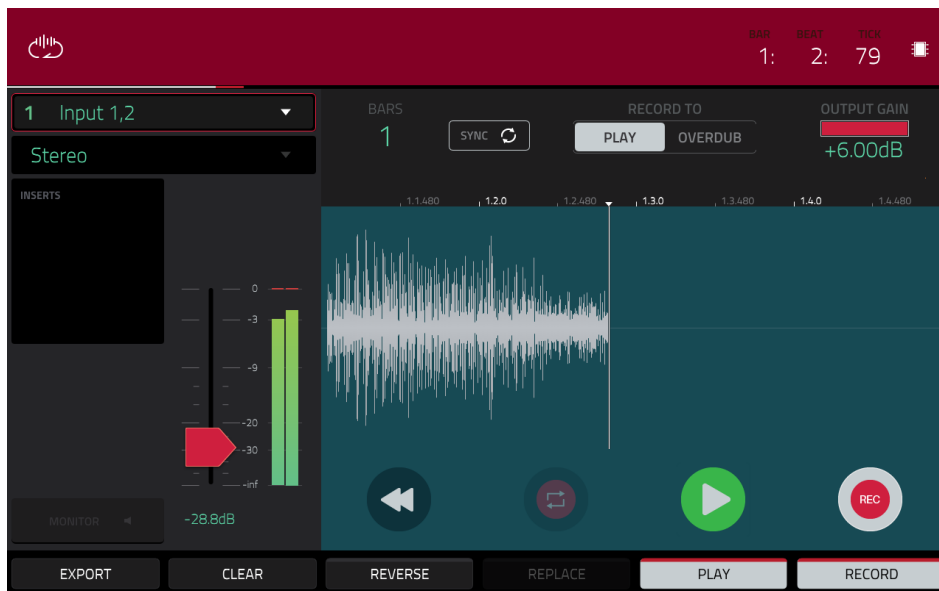 BAR BEAT TICK
1: 2: 79
1 Input 1,2
BARS
RECORD TO
OUTPUT GAIN
1
SYNC
PLAY OVERDUB
+6.00dB
Stereo
INSERTS
1.1.480 1.2.0 1.2.480 1.3.0 1.3.480 1.4.0 1.4.480
0
-3
-9
-20
-30
-inf
MONITOR
-28.8dB
REC
EXPORT CLEAR REVERSE REPLACE PLAY RECORD